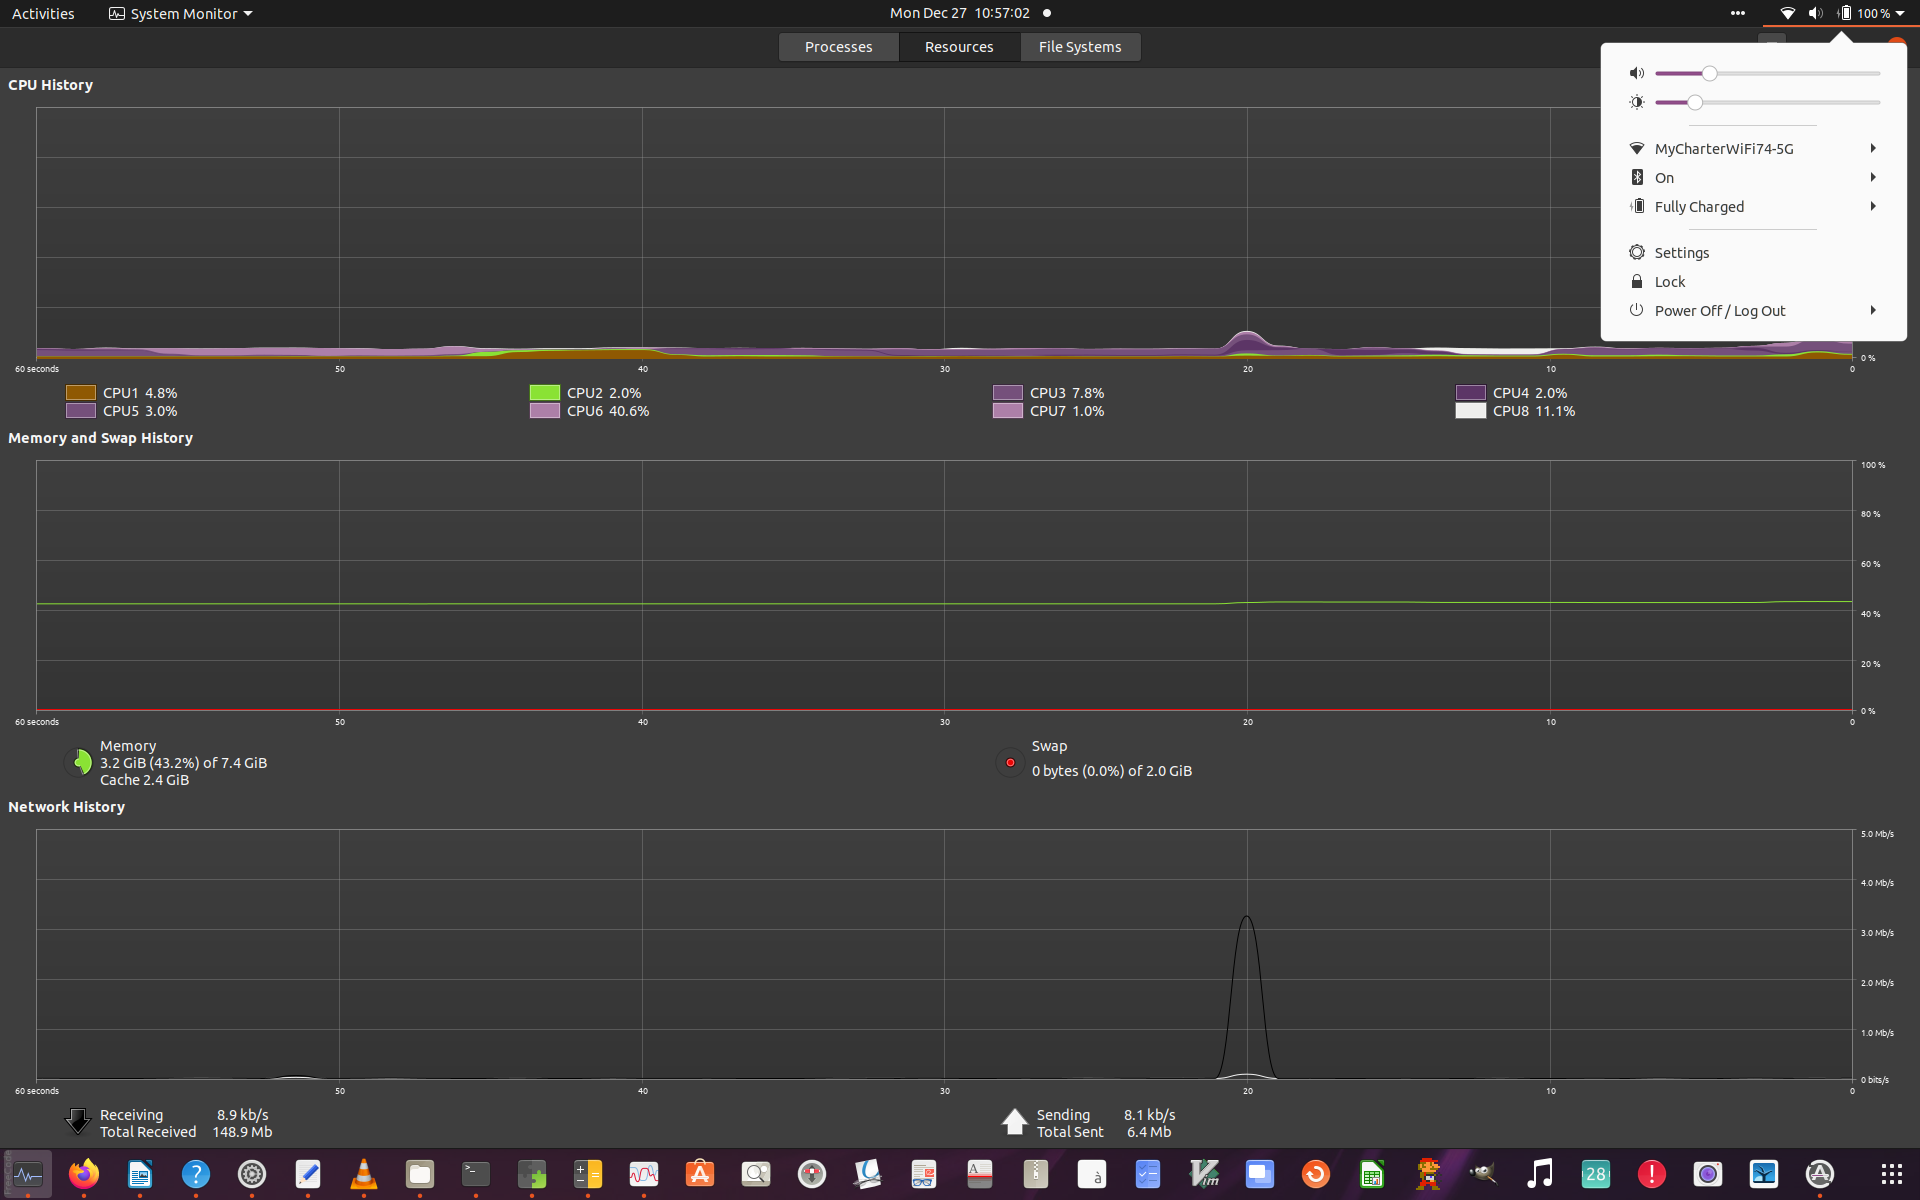 Activities
System Monitor
Mon Dec 27 10:57:02
100 %
Processes
Resources
File Systems
MyCharterWiFi74-5G
On
Fully Charged
Settings
Lock
Power Off / Log Out
CPU History
0 %
60 seconds 50 40 30 20 10 0
CPU1 4.8% CPU2 2.0% CPU3 7.8% CPU4 2.0%
CPU5 3.0% CPU6 40.6% CPU7 1.0% CPU8 11.1%
Memory and Swap History
100 %
80 %
60 %
40 %
20 %
0 %
60 seconds 50 40 30 20 10 0
Memory
3.2 GiB (43.2%) of 7.4 GiB
Cache 2.4 GiB
Swap
0 bytes (0.0%) of 2.0 GiB
Network History
5.0 Mb/s
4.0 Mb/s
3.0 Mb/s
2.0 Mb/s
1.0 Mb/s
0 bits/s
60 seconds 50 40 30 20 10 0
Receiving 8.9 kb/s
Total Received 148.9 Mb
Sending 8.1 kb/s
Total Sent 6.4 Mb
28